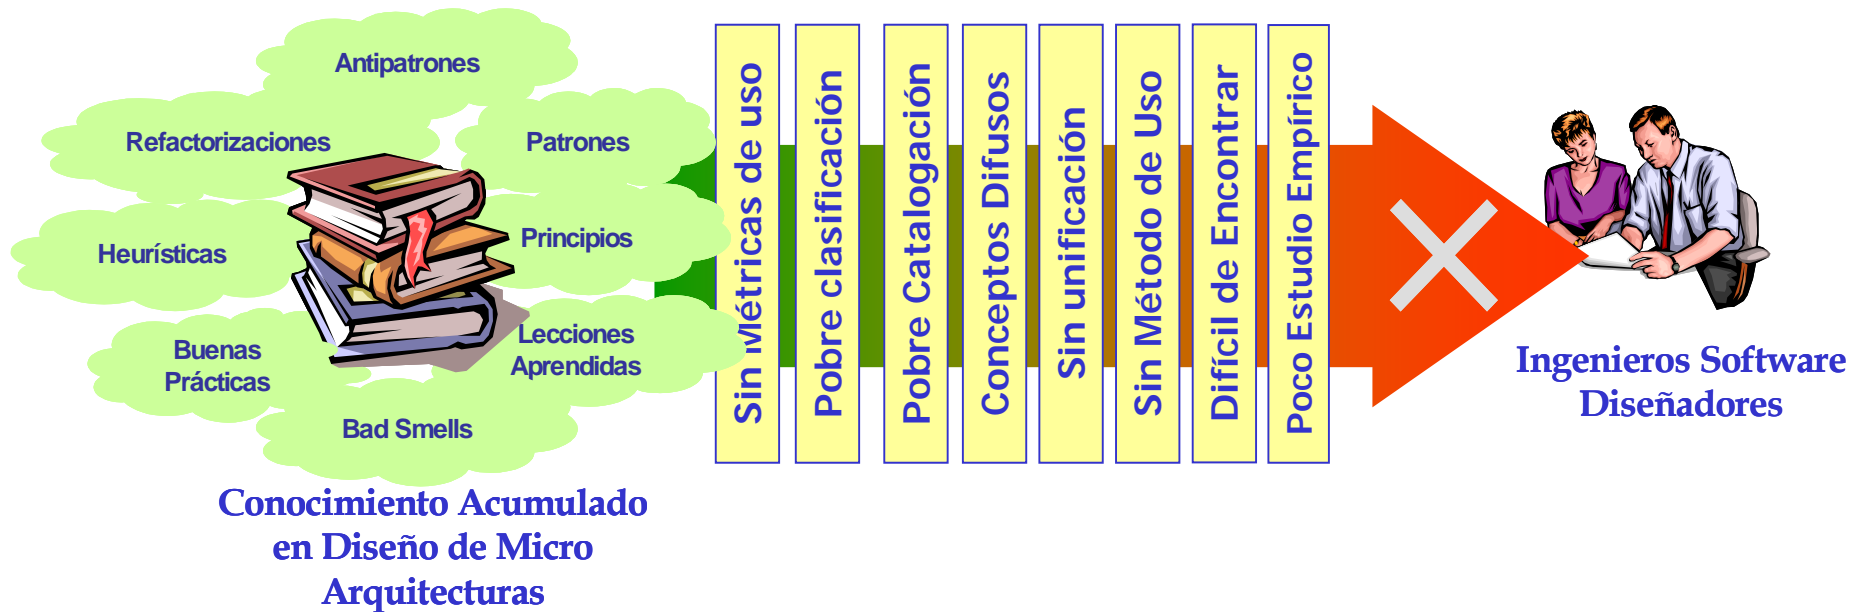 Antipatrones
Refactorizaciones
Patrones
Heurísticas
Principios
Buenas
Prácticas
Lecciones
Aprendidas
Bad Smells
Conocimiento Acumulado
en Diseño de Micro
Arquitecturas
Sin Métricas de uso
Pobre clasificación
Pobre Catalogación
Conceptos Difusos
Sin unificación
Sin Método de Uso
Difícil de Encontrar
Poco Estudio Empírico
Ingenieros Software
Diseñadores